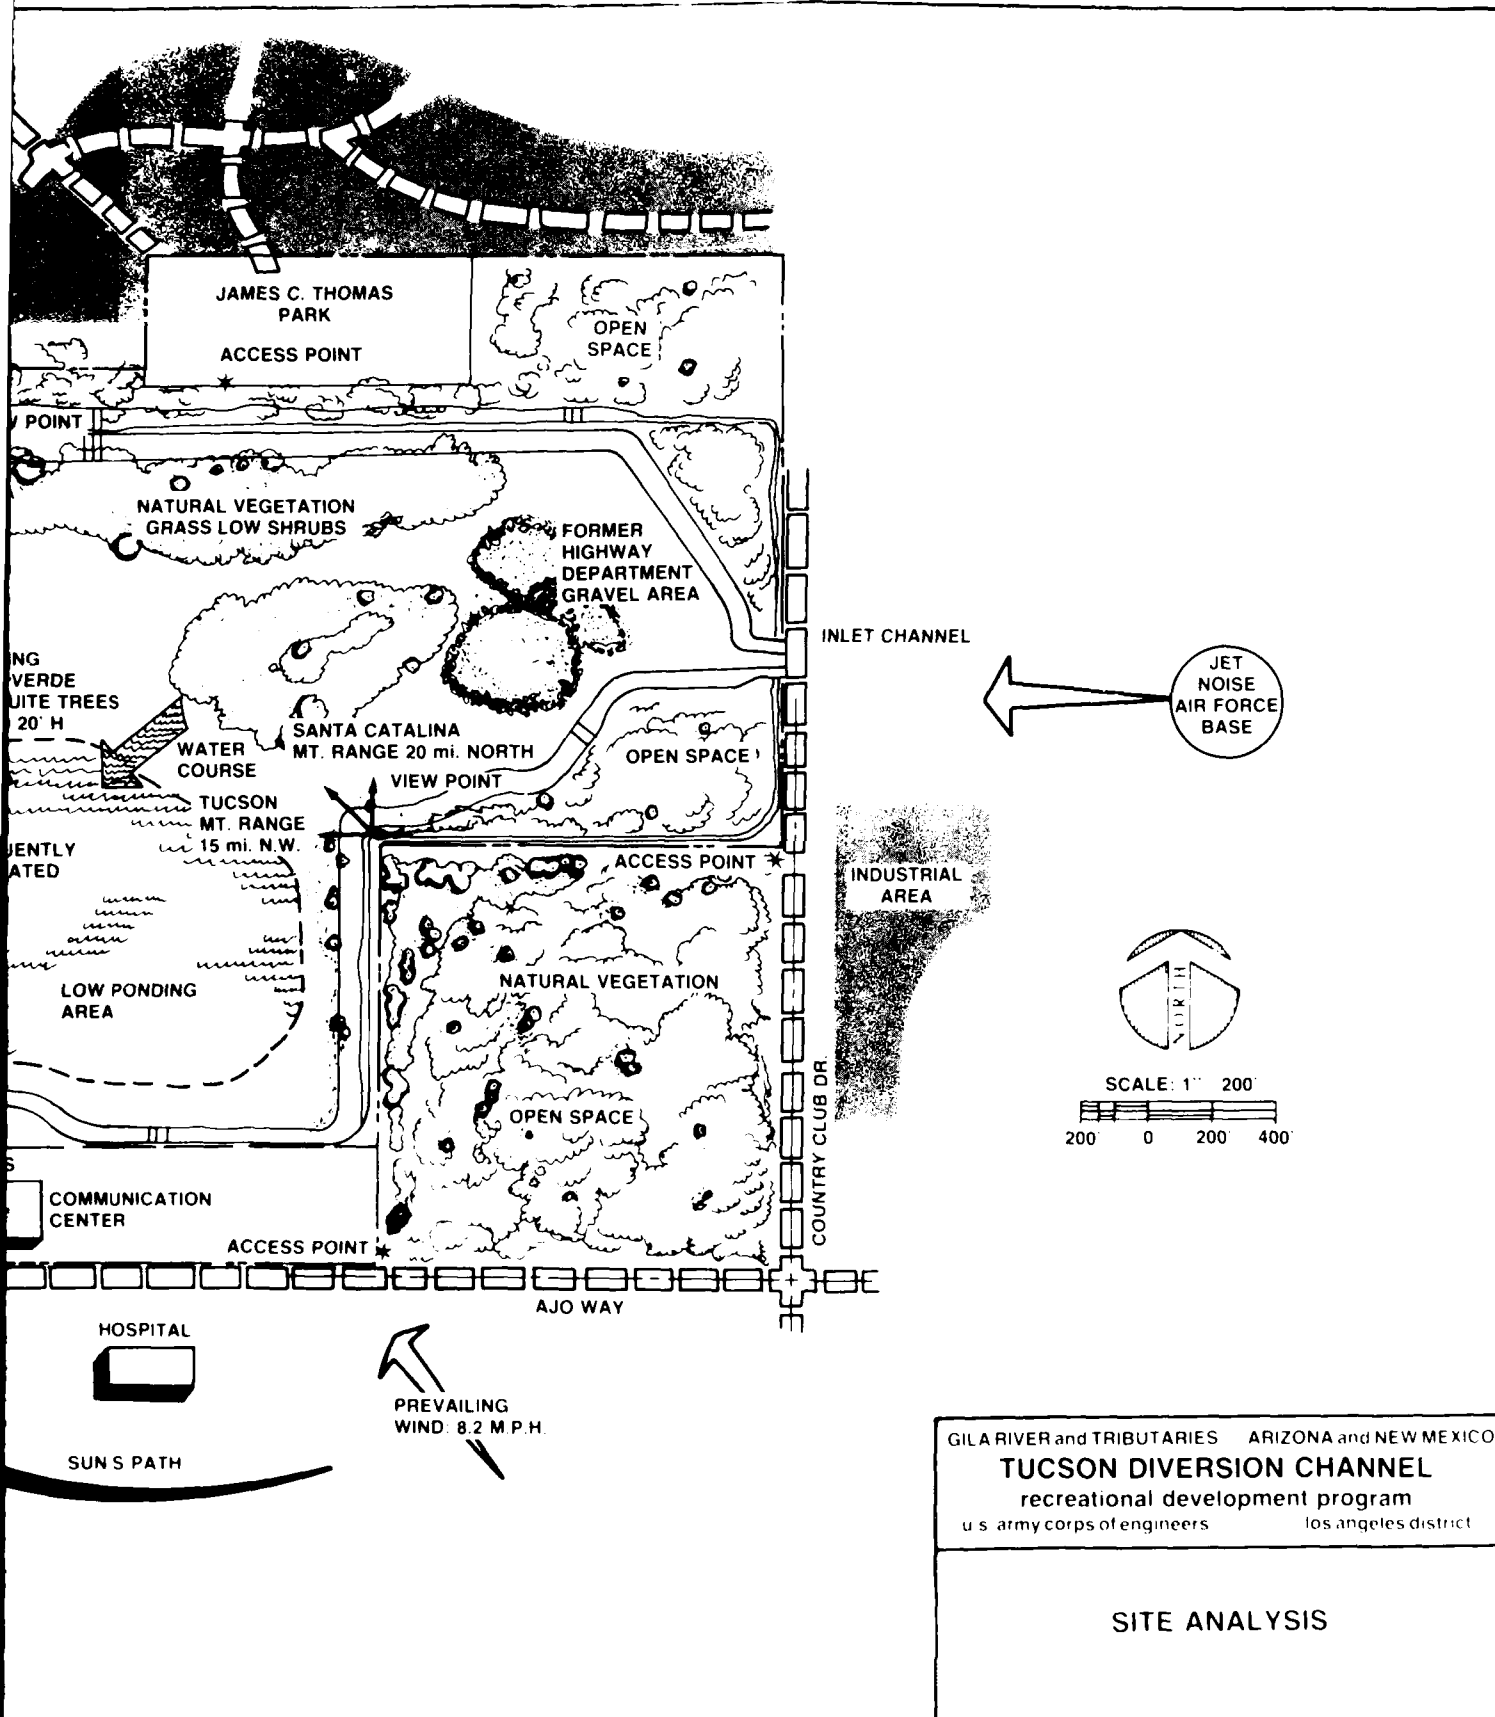 JAMES C. THOMAS
PARK
ACCESS POINT
OPEN
SPACE
POINT
NATURAL VEGETATION
GRASS LOW SHRUBS
FORMER
HIGHWAY
DEPARTMENT
GRAVEL AREA
INLET CHANNEL
JET
NOISE
AIR FORCE
BASE
NG
VERDE
UITE TREES
20' H
WATER
COURSE
SANTA CATALINA
MT. RANGE 20 mi. NORTH
VIEW POINT
OPEN SPACE
TUCSON
MT. RANGE
15 mi. N.W.
UENTLY
ATED
ACCESS POINT
INDUSTRIAL
AREA
LOW PONDING
AREA
NATURAL VEGETATION
OPEN SPACE
NORTH
SCALE: 1" 200'
200' 0 200' 400'
COUNTRY CLUB DR.
S
COMMUNICATION
CENTER
ACCESS POINT
AJO WAY
HOSPITAL
PREVAILING
WIND: 8.2 M.P.H.
SUN S PATH
GILA RIVER and TRIBUTARIES ARIZONA and NEW MEXICO
TUCSON DIVERSION CHANNEL
recreational development program
u s army corps of engineers los angeles district
SITE ANALYSIS